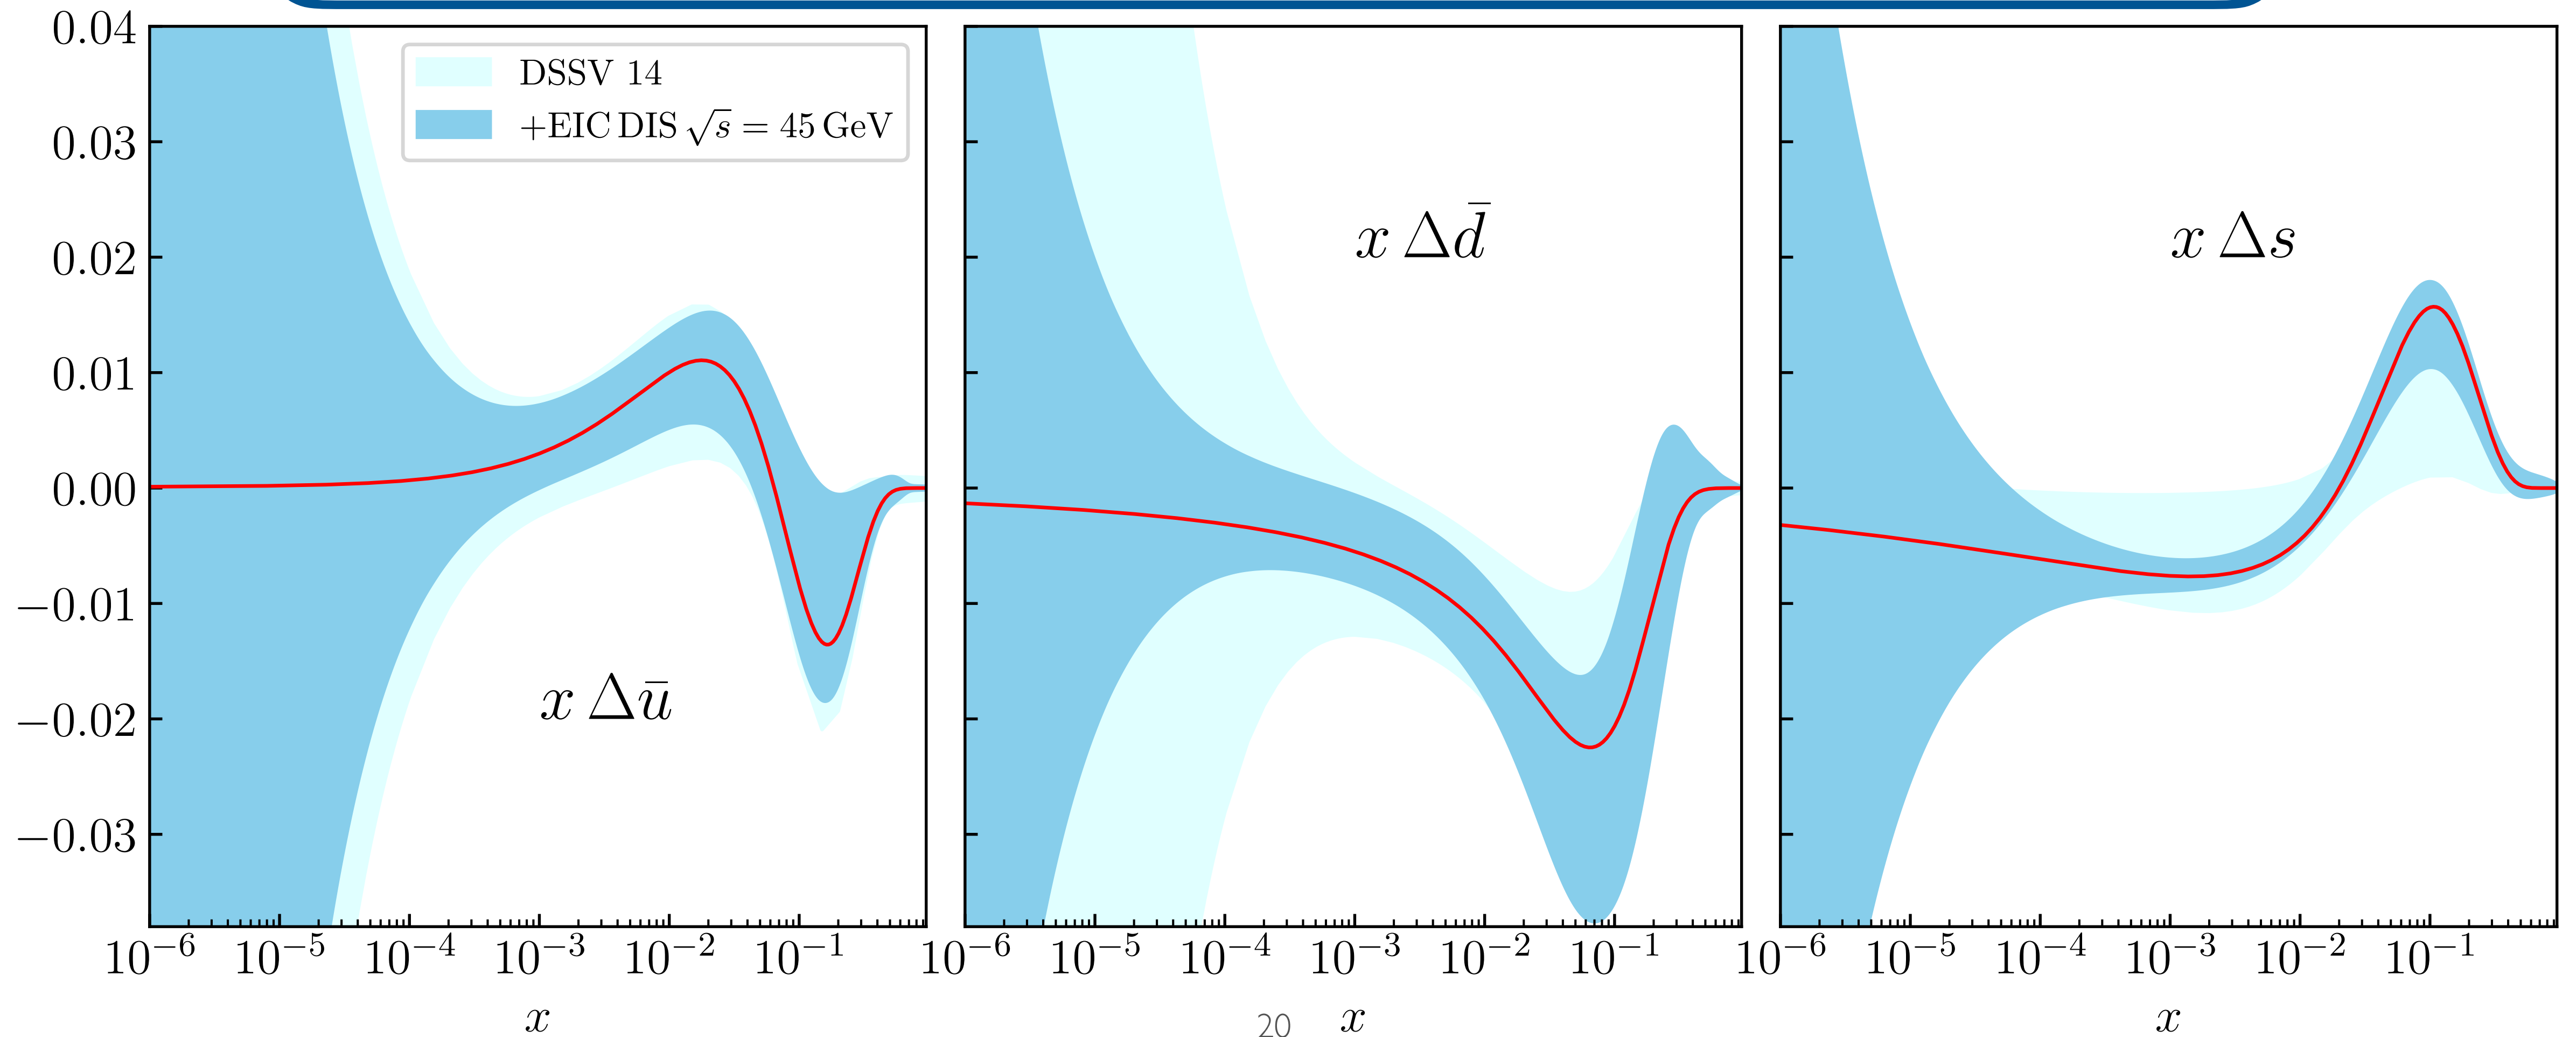 0.04
0.03
0.02
0.01
0.00
−0.01
−0.02
−0.03
DSSV 14
+EIC DIS √s = 45 GeV
x Δū
x Δd̄
x Δs
10⁻⁶ 10⁻⁵ 10⁻⁴ 10⁻³ 10⁻² 10⁻¹
10⁻⁶ 10⁻⁵ 10⁻⁴ 10⁻³ 10⁻² 10⁻¹
10⁻⁶ 10⁻⁵ 10⁻⁴ 10⁻³ 10⁻² 10⁻¹
x
20
x
x